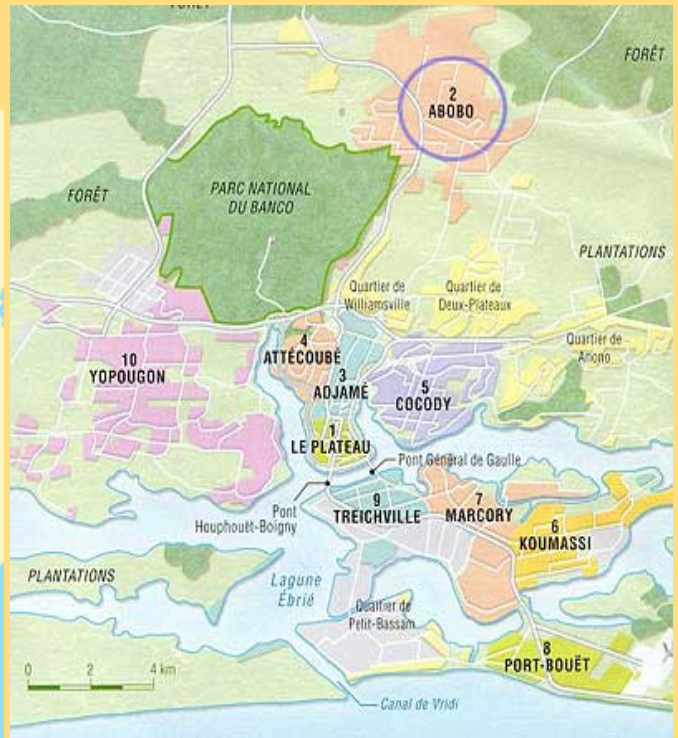 FORÊT
2
ABOBO
FORÊT
PARC NATIONAL
DU BANCO
FORÊT
PLANTATIONS
Quartier de
Williamsville
Quartier de
Deux-Plateaux
Quartier de
Anono
10
YOPOUGON
4
ATTÉCOUBÉ
3
ADJAMÉ
5
COCODY
1
LE PLATEAU
Pont Général de Gaulle
Pont
Houphouët-Boigny
9
TREICHVILLE
7
MARCORY
6
KOUMASSI
PLANTATIONS
Lagune
Ébrié
Quartier de
Petit-Bassam
8
PORT-BOUËT
0 2 4 km
Canal de Vridi